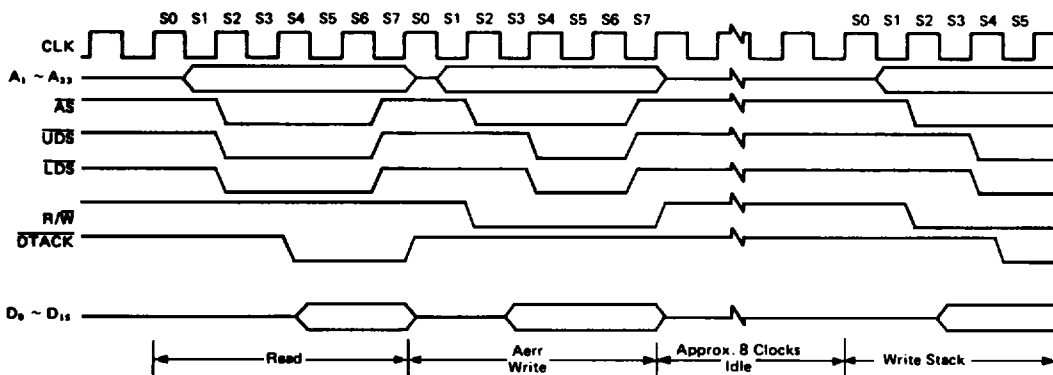 S0 S1 S2 S3 S4 S5 S6 S7 S0 S1 S2 S3 S4 S5 S6 S7 S0 S1 S2 S3 S4 S5
CLK
A₁ ~ A₂₃
AS
UDS
LDS
R/W
DTACK
D₀ ~ D₁₅
Read
Aerr
Write
Approx. 8 Clocks
Idle
Write Stack